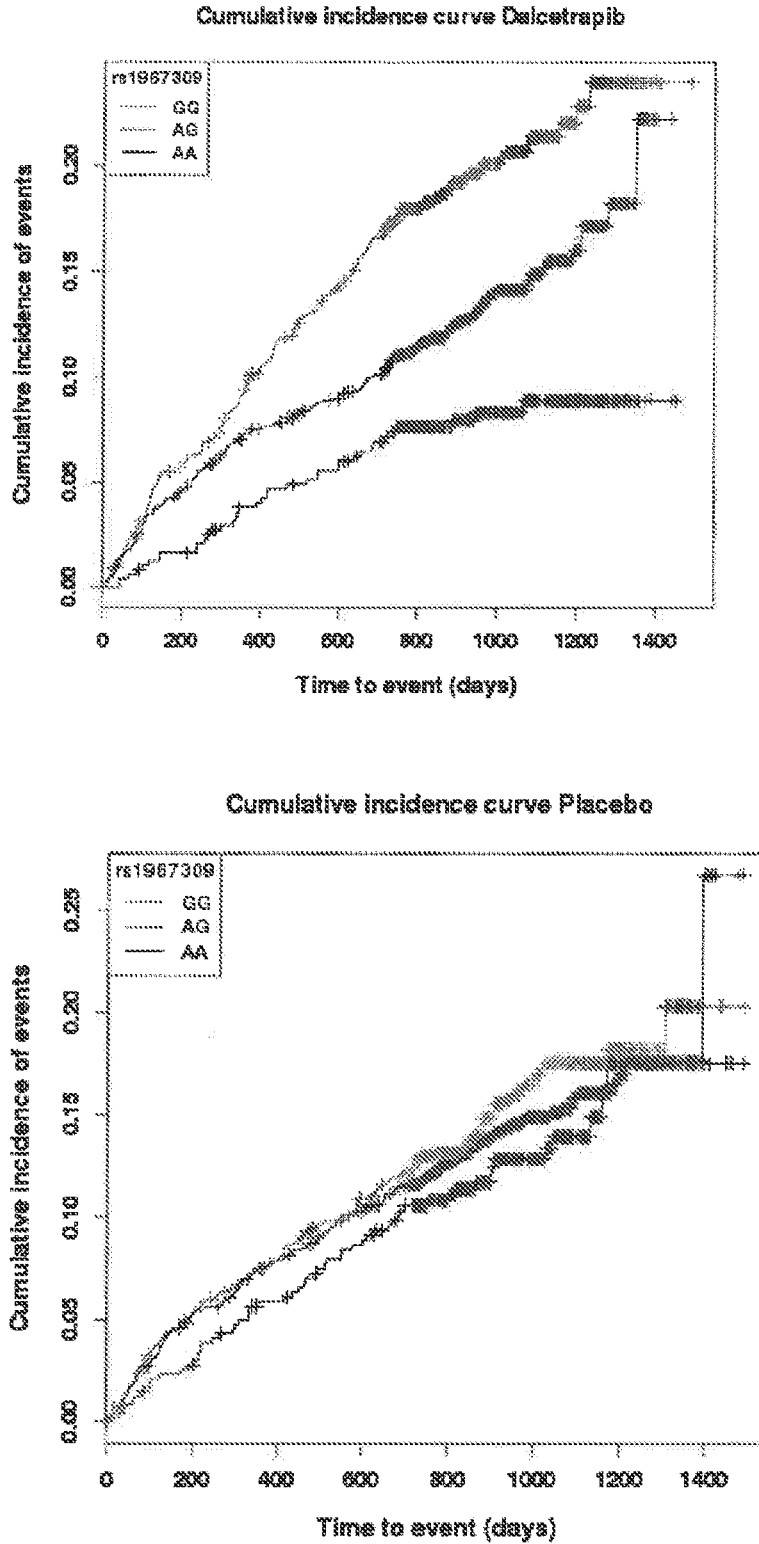 Cumulative incidence curve Dalcetrapib
rs1967309
GG
AG
AA
Cumulative incidence of events
0.20
0.15
0.10
0.05
0.00
0 200 400 600 800 1000 1200 1400
Time to event (days)
Cumulative incidence curve Placebo
rs1967309
GG
AG
AA
Cumulative incidence of events
0.25
0.20
0.15
0.10
0.05
0.00
0 200 400 600 800 1000 1200 1400
Time to event (days)